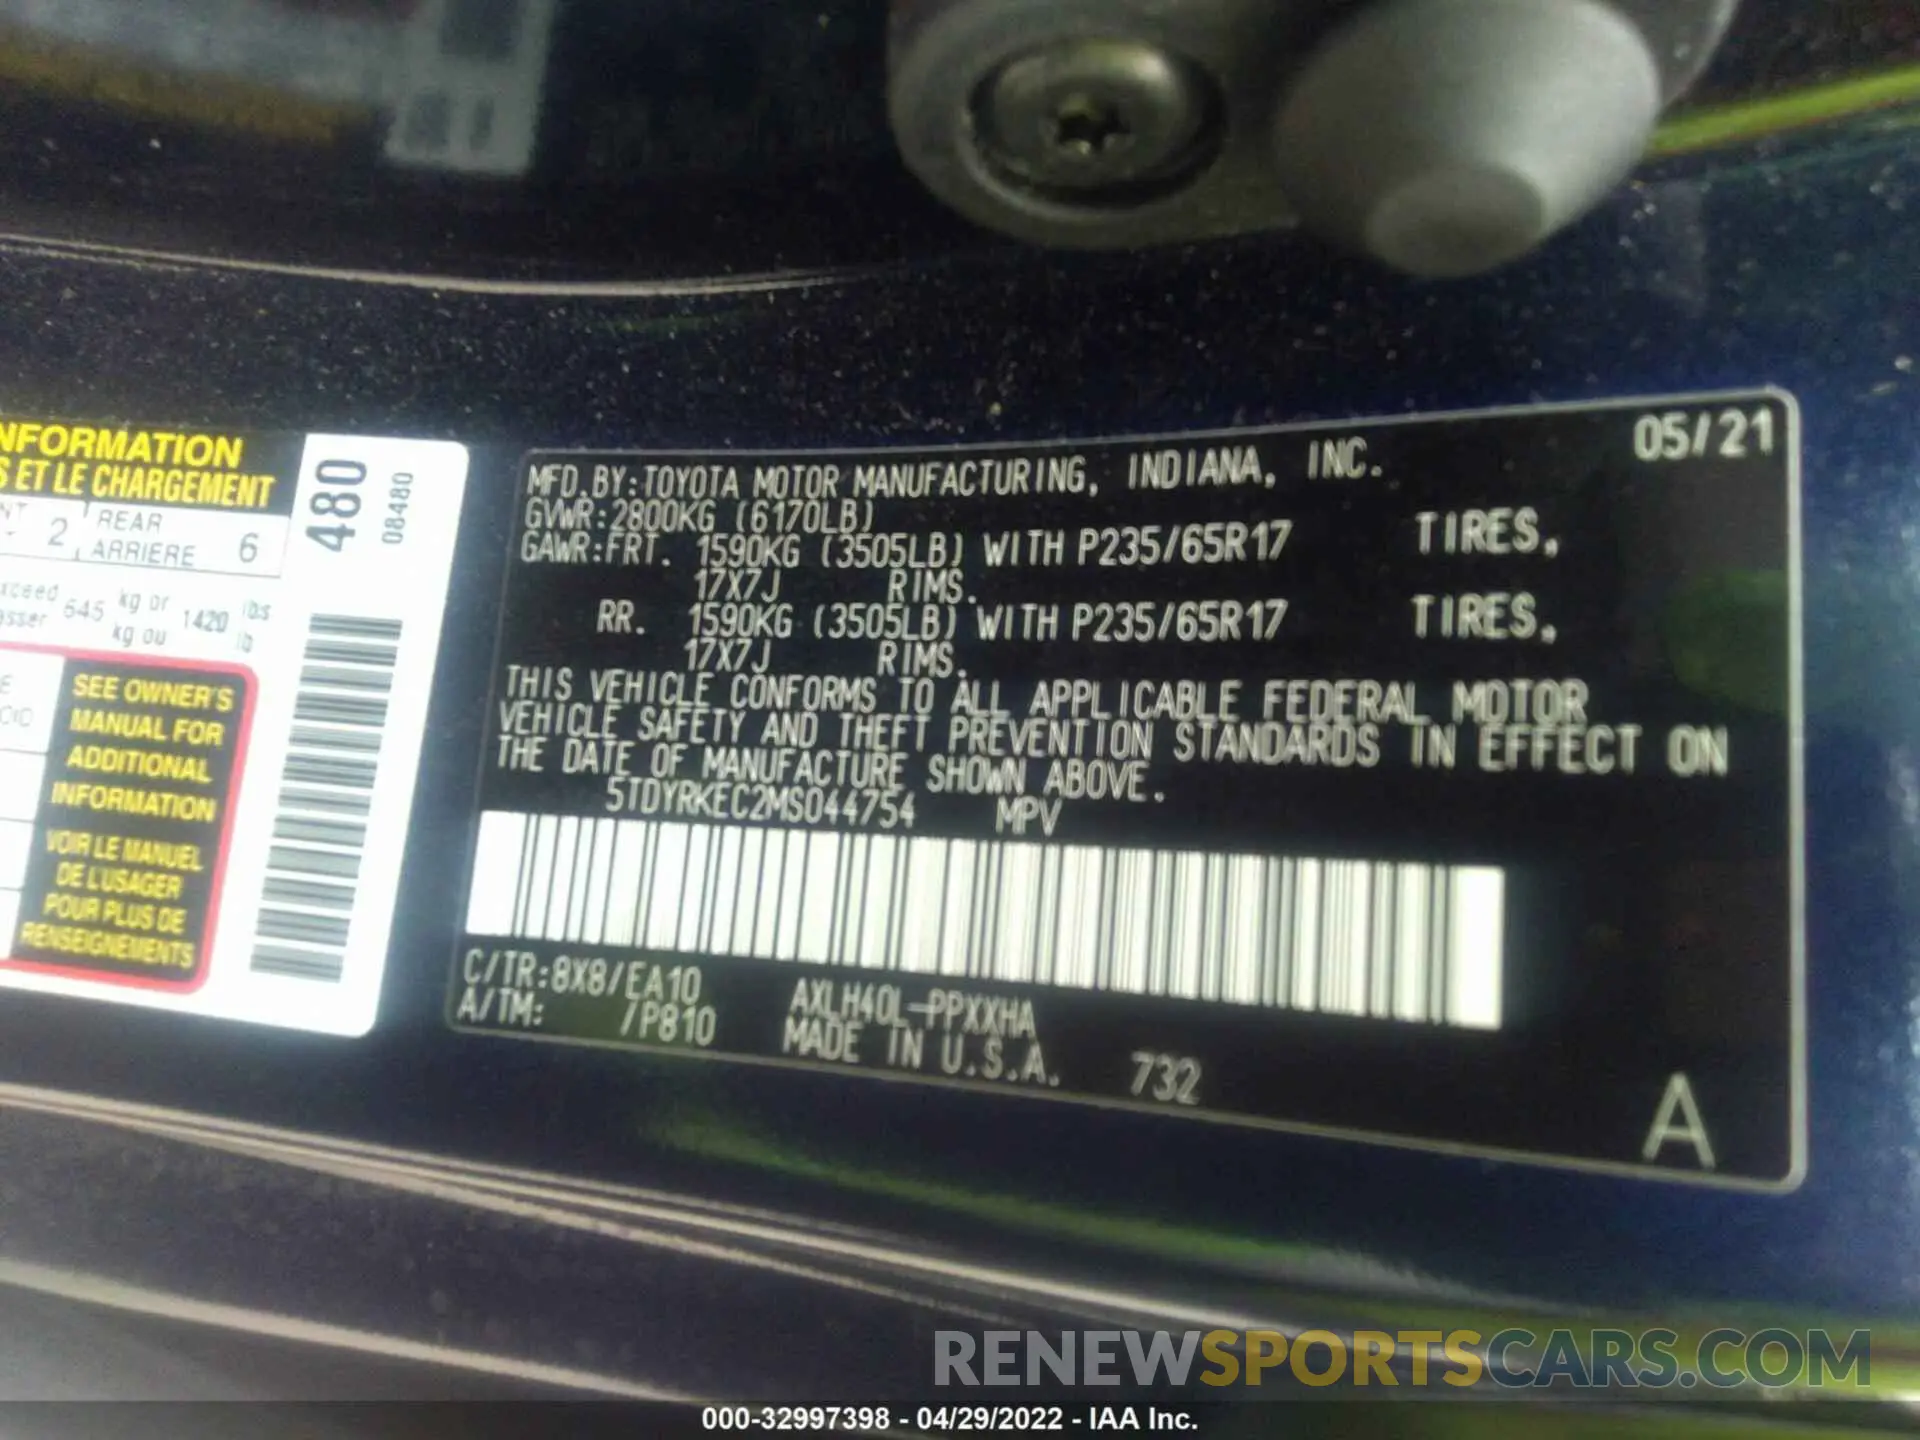 NFORMATION
S ET LE CHARGEMENT
NT 2 REAR 6
ARRIÈRE
xceed 645 kg or 1420 lbs
asser kg ou lb
SEE OWNER'S
MANUAL FOR
ADDITIONAL
INFORMATION
VOIR LE MANUEL
DE L'USAGER
POUR PLUS DE
RENSEIGNEMENTS
480
08480
05/21
MFD.BY:TOYOTA MOTOR MANUFACTURING, INDIANA, INC.
GVWR:2800KG (6170LB)
GAWR:FRT. 1590KG (3505LB) WITH P235/65R17 TIRES,
17X7J RIMS.
RR. 1590KG (3505LB) WITH P235/65R17 TIRES,
17X7J RIMS.
THIS VEHICLE CONFORMS TO ALL APPLICABLE FEDERAL MOTOR
VEHICLE SAFETY AND THEFT PREVENTION STANDARDS IN EFFECT ON
THE DATE OF MANUFACTURE SHOWN ABOVE.
5TDYRKEC2MS044754 MPV
C/TR:8X8/EA10 AXLH40L-PPXXHA
A/TM: /P810 MADE IN U.S.A. 732
A
RENEWSPORTSCARS.COM
000-32997398 - 04/29/2022 - IAA Inc.